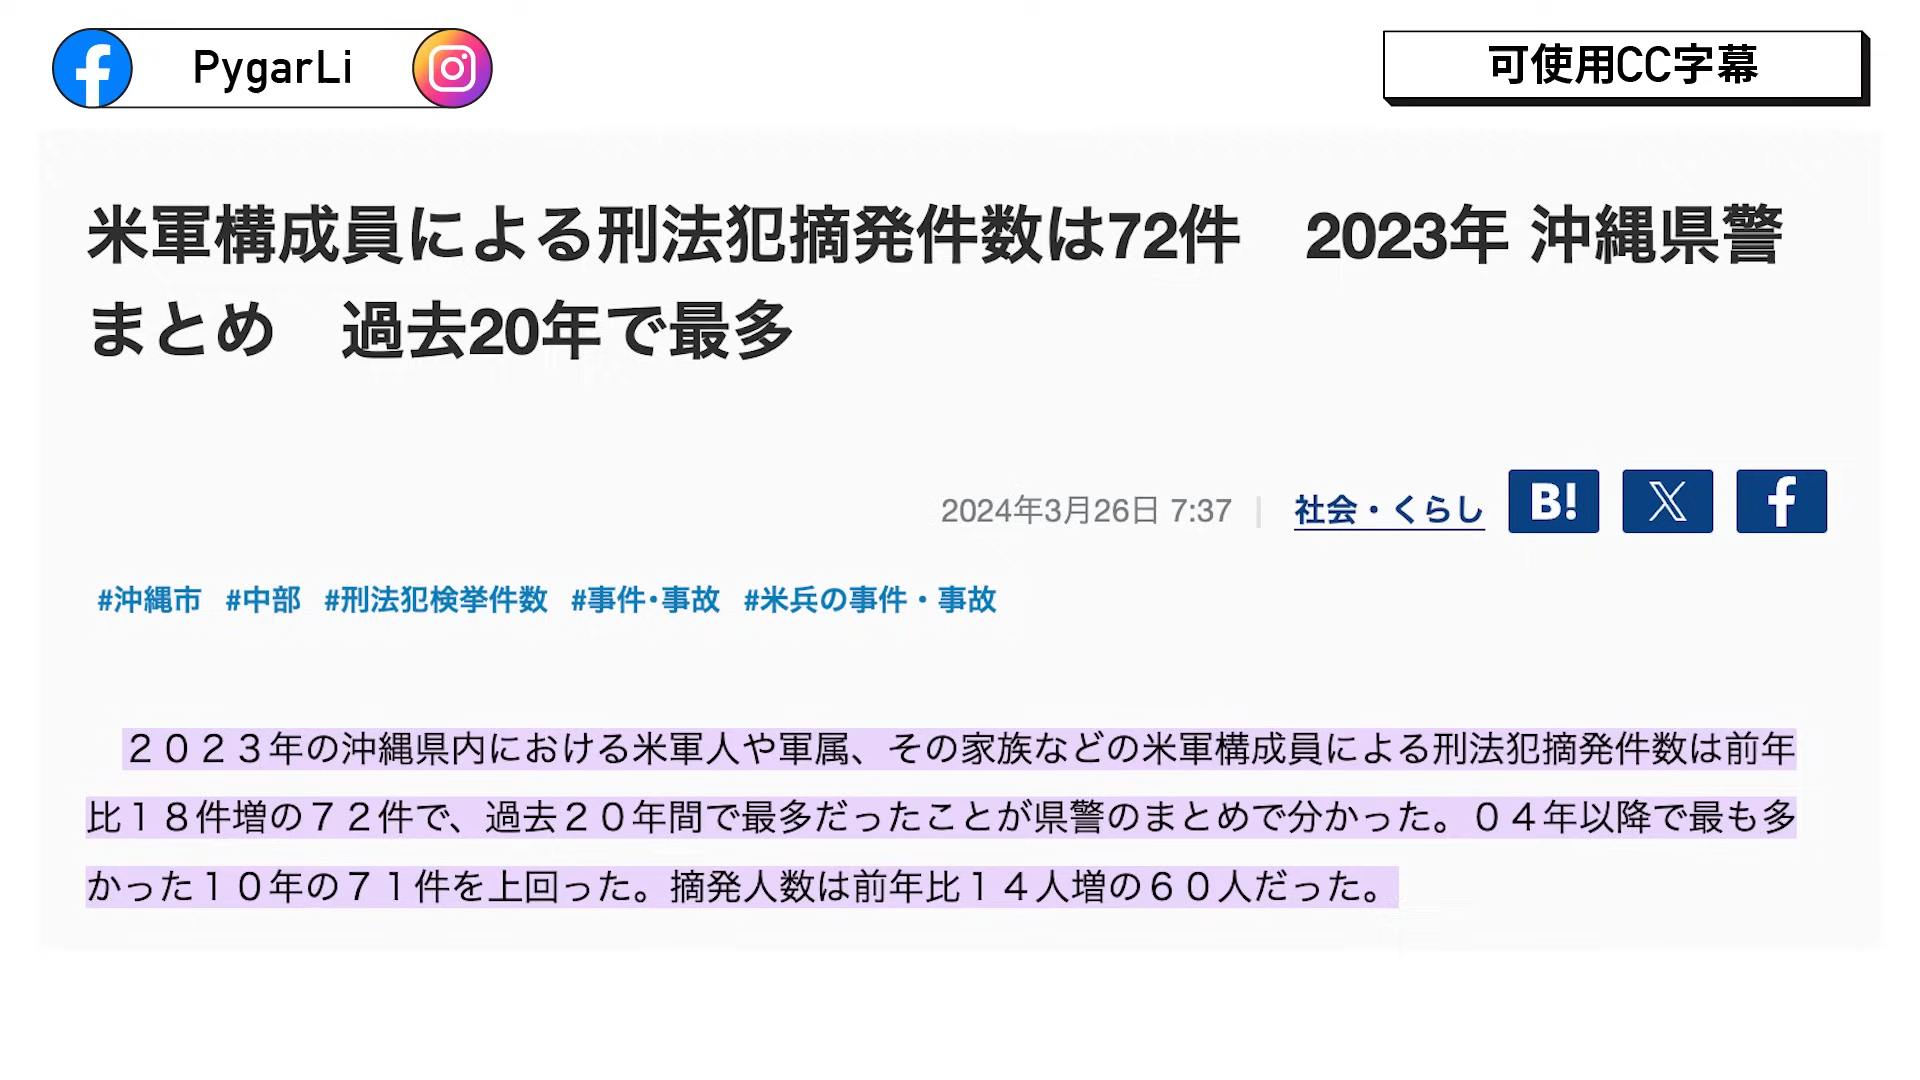 PygarLi
可使用CC字幕
米軍構成員による刑法犯摘発件数は72件　2023年 沖縄県警
まとめ　過去20年で最多
2024年3月26日 7:37 | 社会・くらし B! X f
#沖縄市 #中部 #刑法犯検挙件数 #事件･事故 #米兵の事件・事故
２０２３年の沖縄県内における米軍人や軍属、その家族などの米軍構成員による刑法犯摘発件数は前年
比１８件増の７２件で、過去２０年間で最多だったことが県警のまとめで分かった。０４年以降で最も多
かった１０年の７１件を上回った。摘発人数は前年比１４人増の６０人だった。